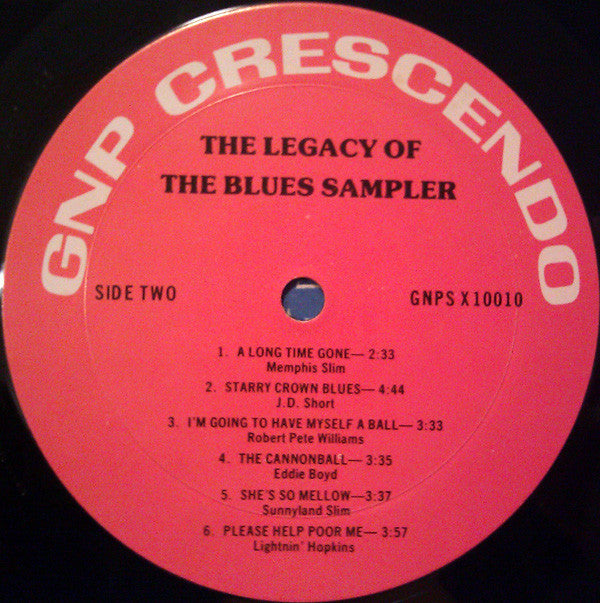 GNP CRESCENDO
THE LEGACY OF
THE BLUES SAMPLER
SIDE TWO
GNPS X10010
1. A LONG TIME GONE— 2:33
Memphis Slim
2. STARRY CROWN BLUES— 4:44
J.D. Short
3. I'M GOING TO HAVE MYSELF A BALL— 3:33
Robert Pete Williams
4. THE CANNONBALL— 3:35
Eddie Boyd
5. SHE'S SO MELLOW—3:37
Sunnyland Slim
6. PLEASE HELP POOR ME— 3:57
Lightnin' Hopkins